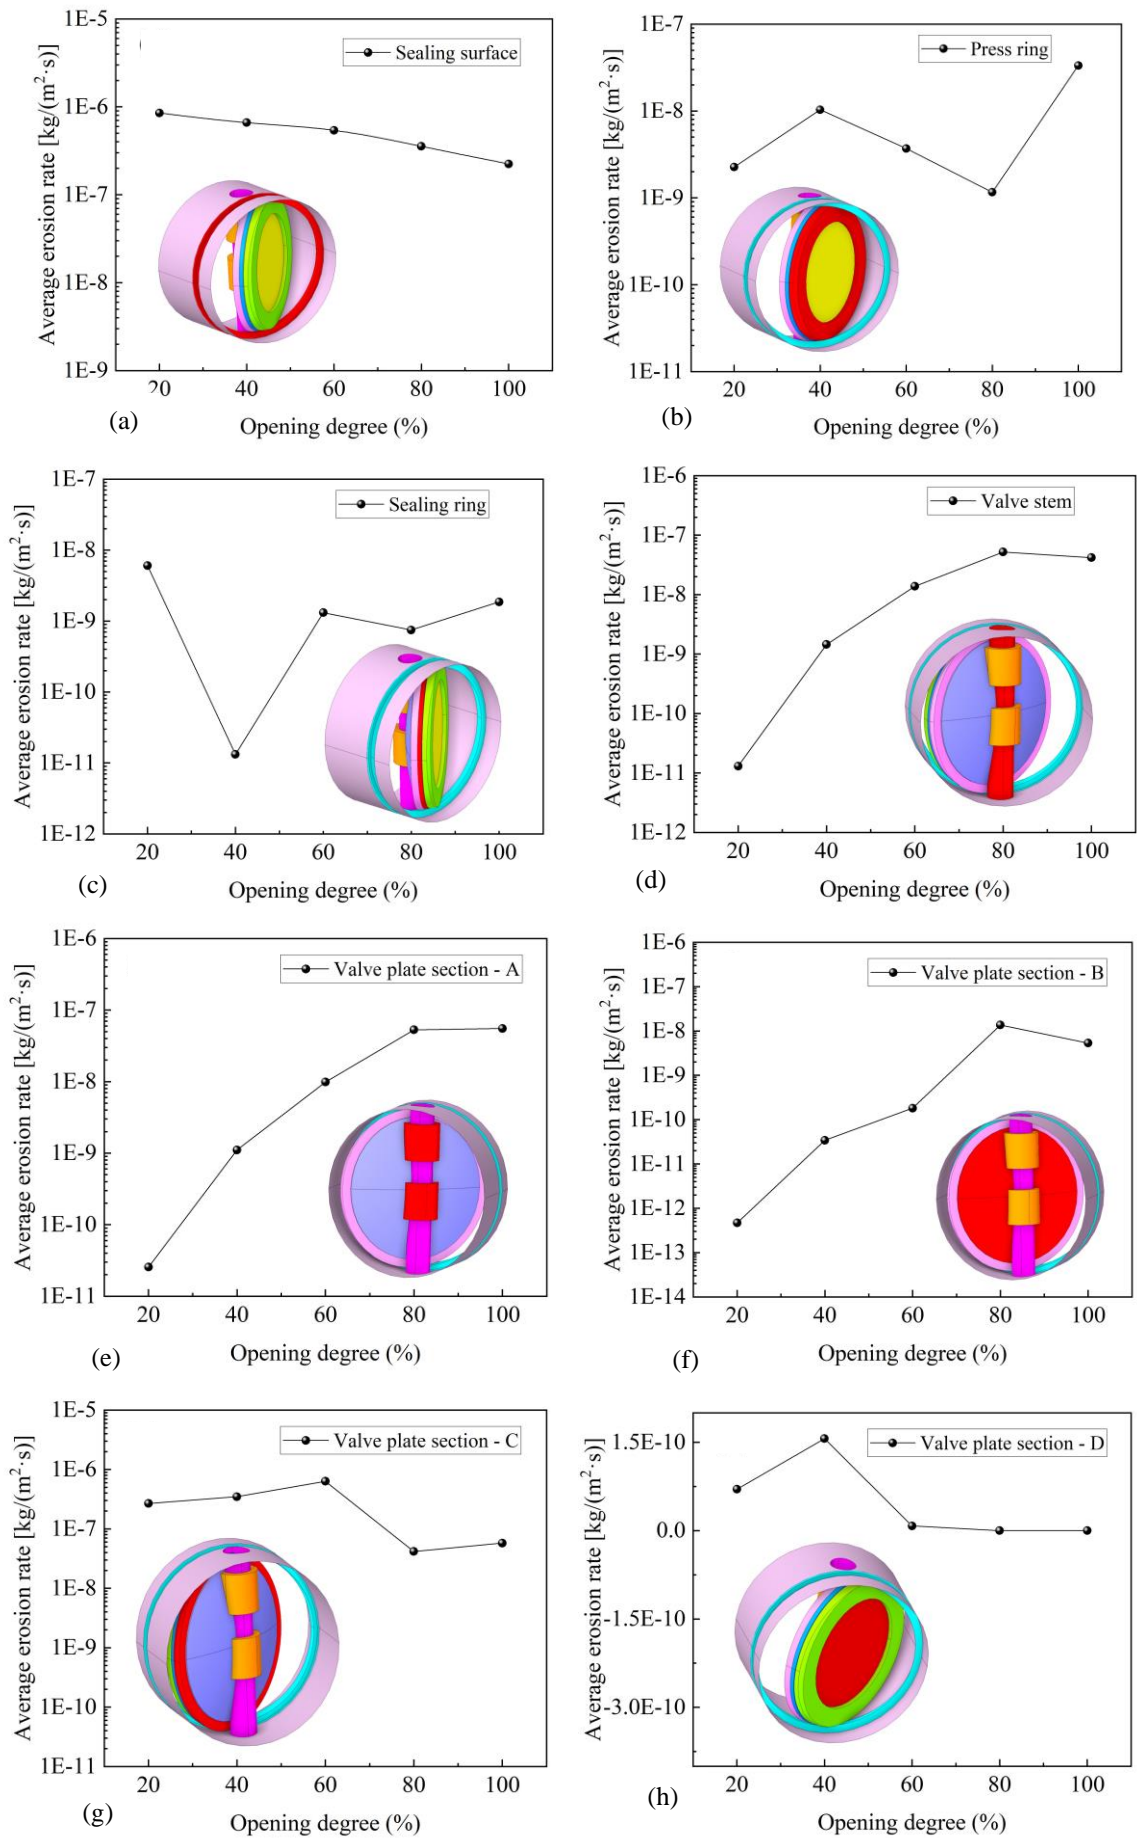 1E-5
1E-6
1E-7
1E-8
1E-9
Average erosion rate [kg/(m²·s)]
Sealing surface
20 40 60 80 100
Opening degree (%)
(a)
1E-7
1E-8
1E-9
1E-10
1E-11
Average erosion rate [kg/(m²·s)]
Press ring
20 40 60 80 100
Opening degree (%)
(b)
1E-7
1E-8
1E-9
1E-10
1E-11
1E-12
Average erosion rate [kg/(m²·s)]
Sealing ring
20 40 60 80 100
Opening degree (%)
(c)
1E-6
1E-7
1E-8
1E-9
1E-10
1E-11
1E-12
Average erosion rate [kg/(m²·s)]
Valve stem
20 40 60 80 100
Opening degree (%)
(d)
1E-6
1E-7
1E-8
1E-9
1E-10
1E-11
Average erosion rate [kg/(m²·s)]
Valve plate section - A
20 40 60 80 100
Opening degree (%)
(e)
1E-6
1E-7
1E-8
1E-9
1E-10
1E-11
1E-12
1E-13
1E-14
Average erosion rate [kg/(m²·s)]
Valve plate section - B
20 40 60 80 100
Opening degree (%)
(f)
1E-5
1E-6
1E-7
1E-8
1E-9
1E-10
1E-11
Average erosion rate [kg/(m²·s)]
Valve plate section - C
20 40 60 80 100
Opening degree (%)
(g)
1.5E-10
0.0
-1.5E-10
-3.0E-10
Average erosion rate [kg/(m²·s)]
Valve plate section - D
20 40 60 80 100
Opening degree (%)
(h)